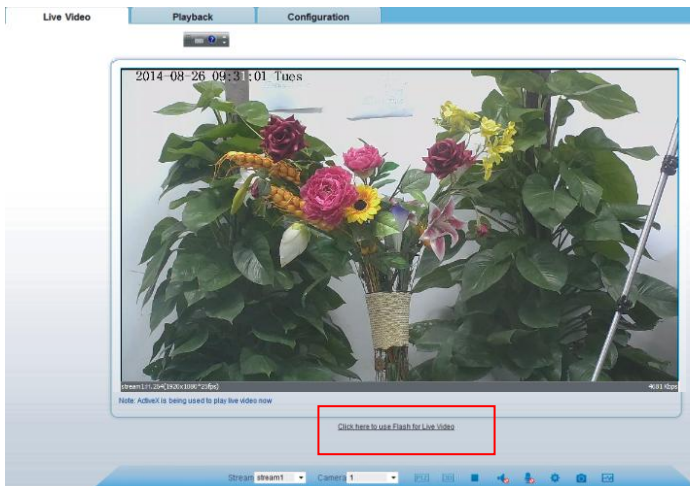 Live Video Playback Configuration
2014-08-26 09:31:01 Tues
stream1(H.264(1920x1080*25fps) 4681 Kbps
Note: ActiveX is being used to play live video now
Click here to use Flash for Live Video
Stream stream1 Camera 1